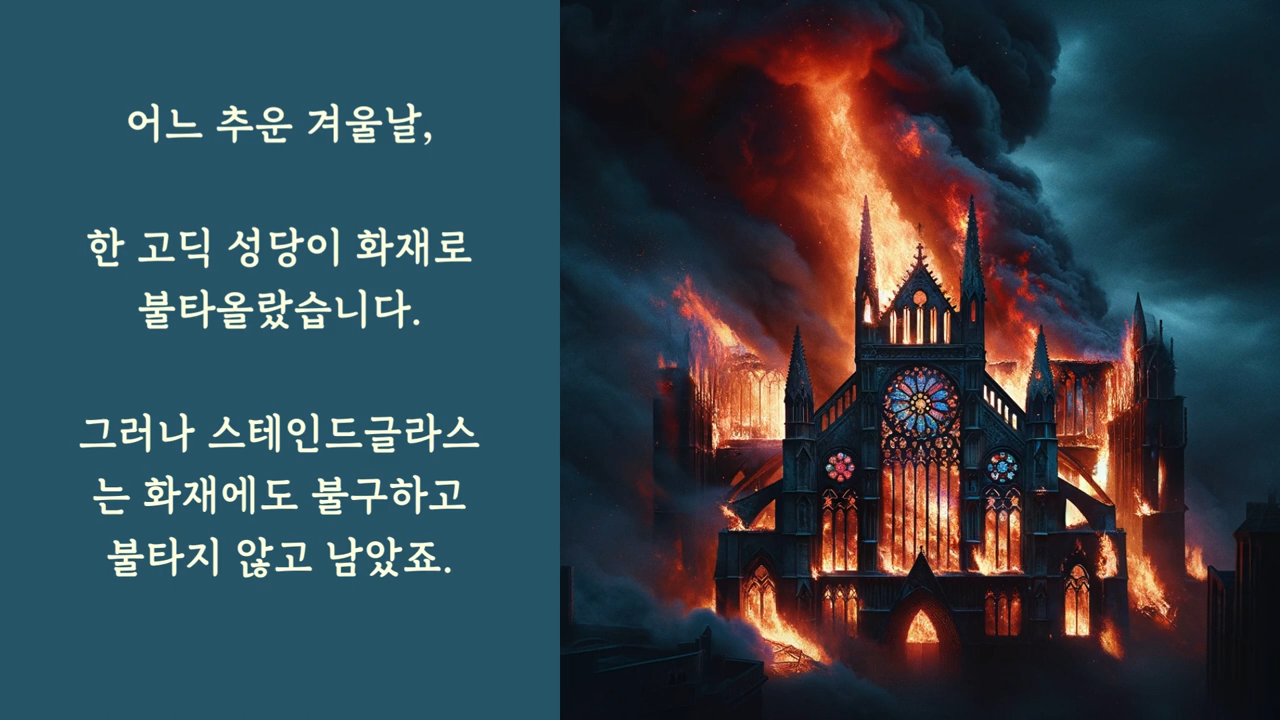 어느 추운 겨울날,
한 고딕 성당이 화재로
불타올랐습니다.
그러나 스테인드글라스
는 화재에도 불구하고
불타지 않고 남았죠.